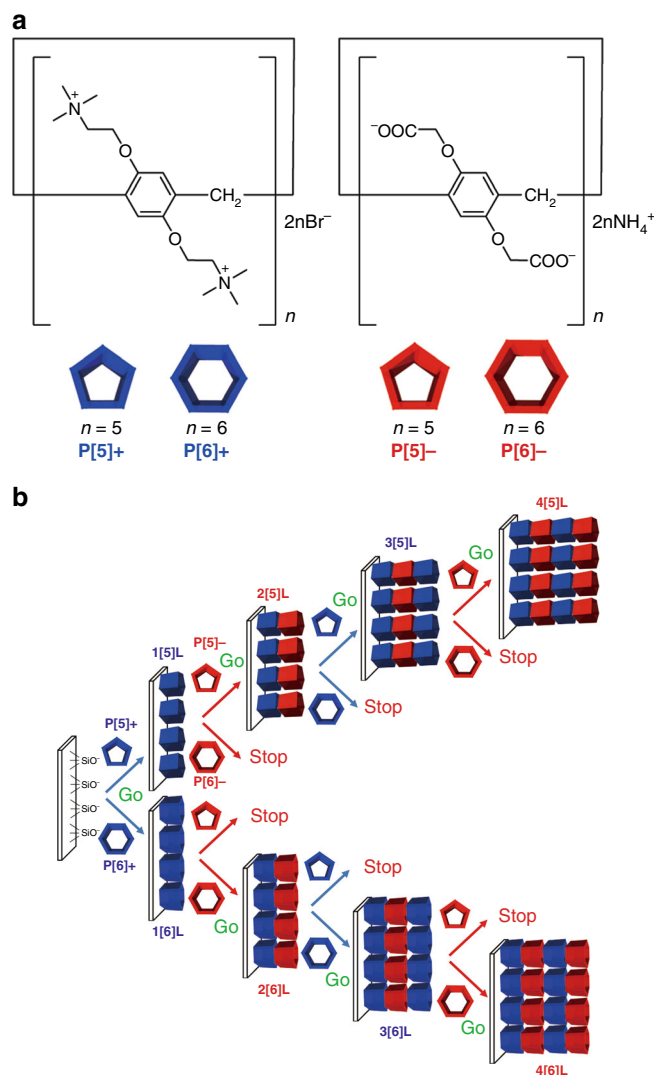 a
N+
O
CH2
O
N+
n
2nBr−
−OOC
O
CH2
O
COO−
n
2nNH4+
n = 5
P[5]+
n = 6
P[6]+
n = 5
P[5]−
n = 6
P[6]−
b
4[5]L
3[5]L
Go
2[5]L
Go
1[5]L
P[5]−
Go
Stop
P[5]+
Stop
SiO−
SiO−
SiO−
SiO−
Go
Stop
P[6]−
P[6]+
Stop
1[6]L
Go
Stop
2[6]L
Go
Stop
3[6]L
Go
4[6]L